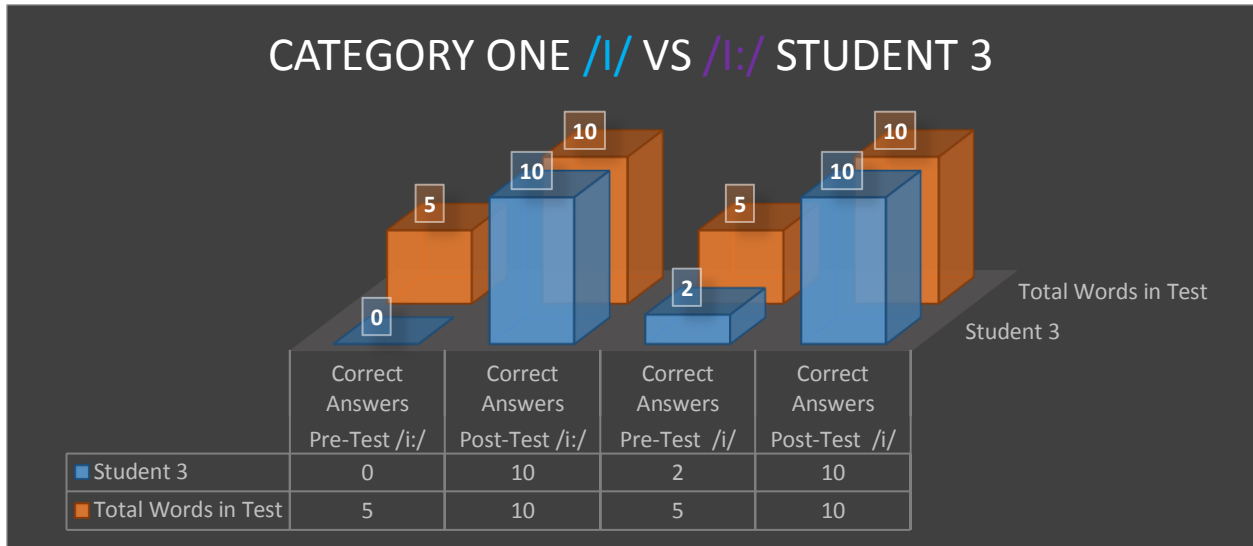 CATEGORY ONE /I/ VS /I:/ STUDENT 3
10
10
10
10
5
5
2
0
Total Words in Test
Student 3
Correct Answers Pre-Test /i:/
Correct Answers Post-Test /i:/
Correct Answers Pre-Test /i/
Correct Answers Post-Test /i/
Student 3 0 10 2 10
Total Words in Test 5 10 5 10